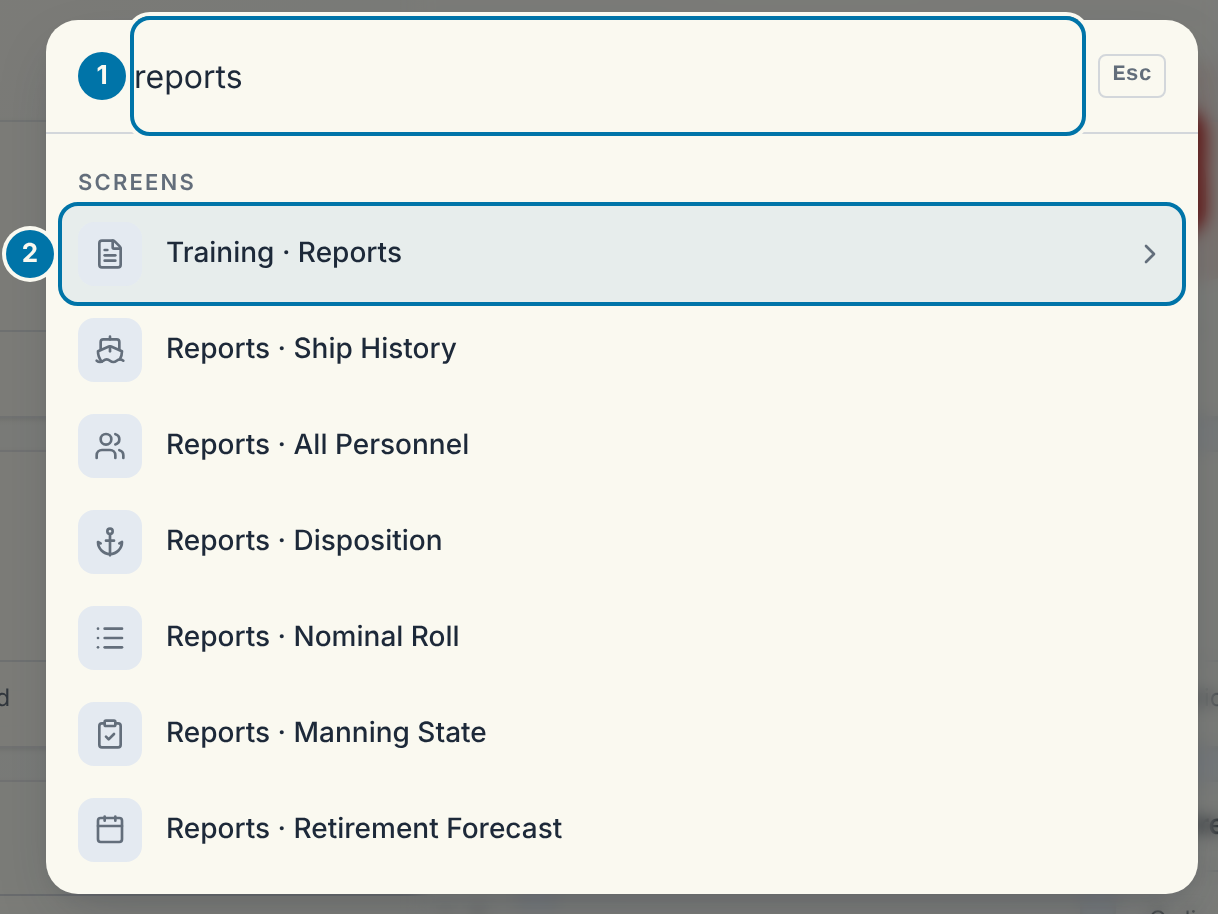 1 reports Esc
SCREENS
2 Training · Reports
Reports · Ship History
Reports · All Personnel
Reports · Disposition
Reports · Nominal Roll
d
Reports · Manning State
Reports · Retirement Forecast